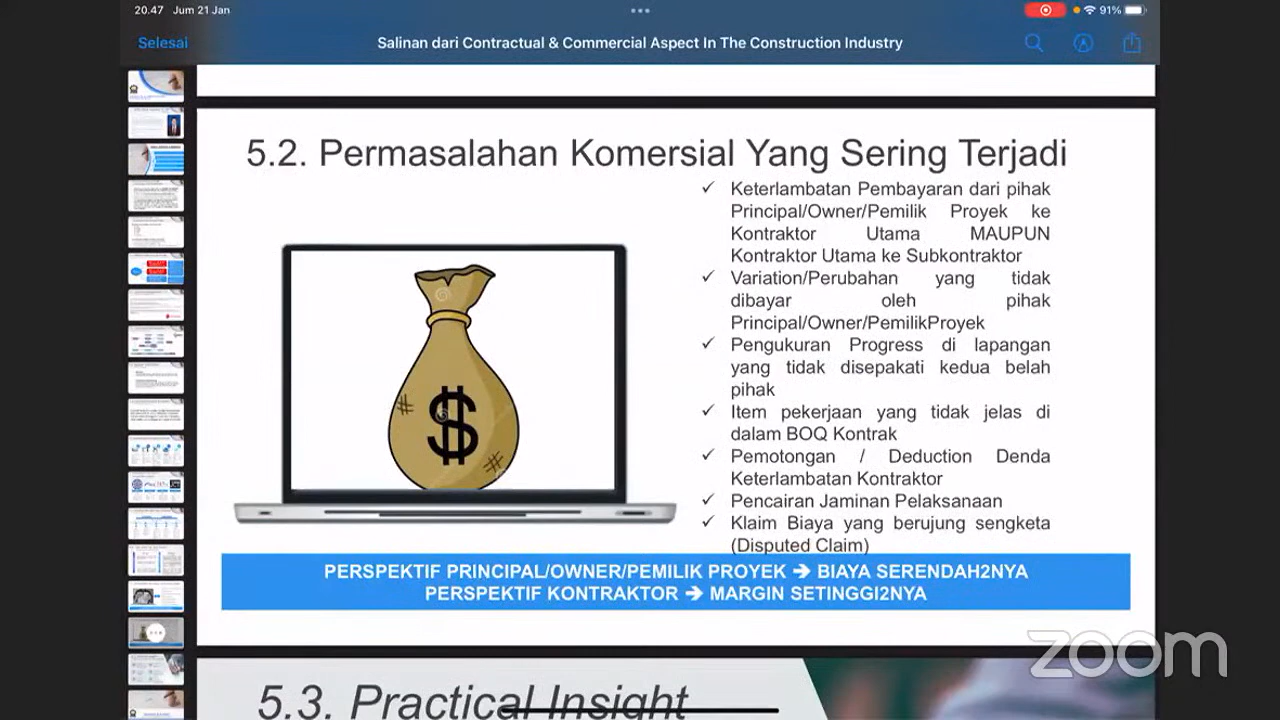 20.47 Jum 21 Jan
91%
Selesai
Salinan dari Contractual & Commercial Aspect In The Construction Industry
5.2. Permasalahan Komersial Yang Sering Terjadi
✓ Keterlambatan Pembayaran dari pihak
Principal/Owner/Pemilik Proyek ke
Kontraktor Utama MAUPUN
Kontraktor Utama ke Subkontraktor
✓ Variation/Perubahan yang tidak
dibayar oleh pihak
Principal/Owner/PemilikProyek
✓ Pengukuran Progress di lapangan
yang tidak disepakati kedua belah
pihak
✓ Item pekerjaan yang tidak jelas di
dalam BOQ Kontrak
✓ Pemotongan / Deduction Denda
Keterlambatan Kontraktor
✓ Pencairan Jaminan Pelaksanaan
✓ Klaim Biaya yang berujung sengketa
(Disputed Claim)
$
PERSPEKTIF PRINCIPAL/OWNER/PEMILIK PROYEK ➔ BIAYA SERENDAH2NYA
PERSPEKTIF KONTRAKTOR ➔ MARGIN SETINGGI2NYA
zoom
5.3. Practical Insight